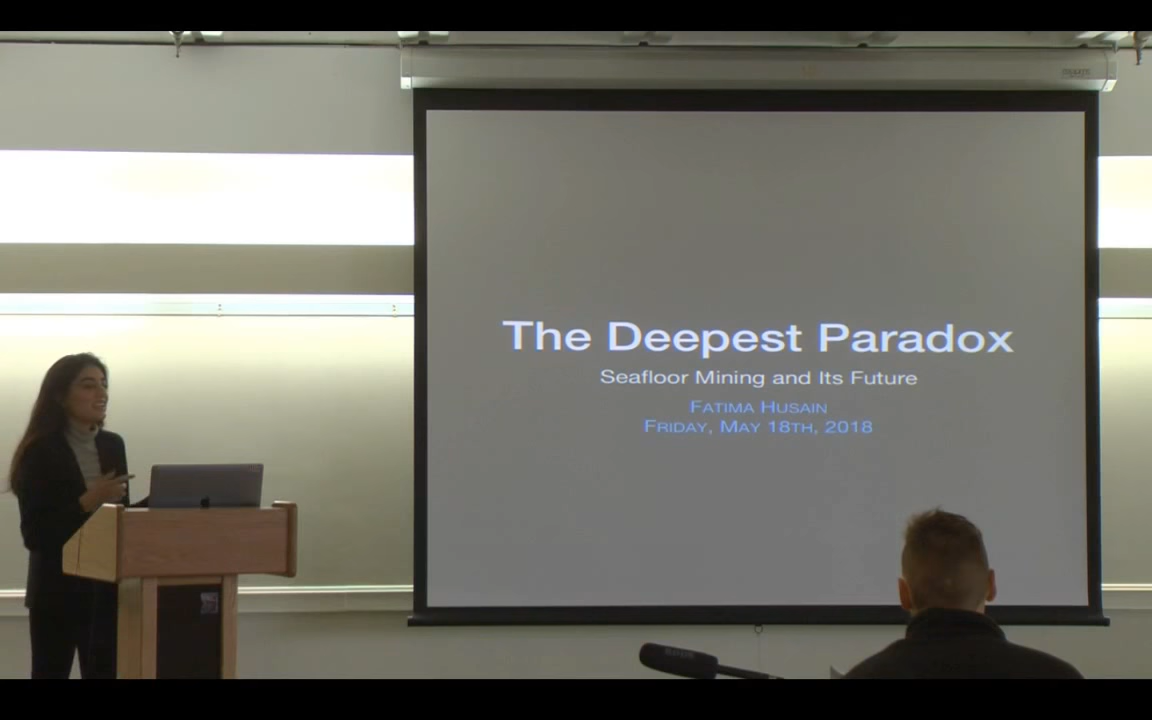 The Deepest Paradox
Seafloor Mining and Its Future
FATIMA HUSAIN
FRIDAY, MAY 18TH, 2018